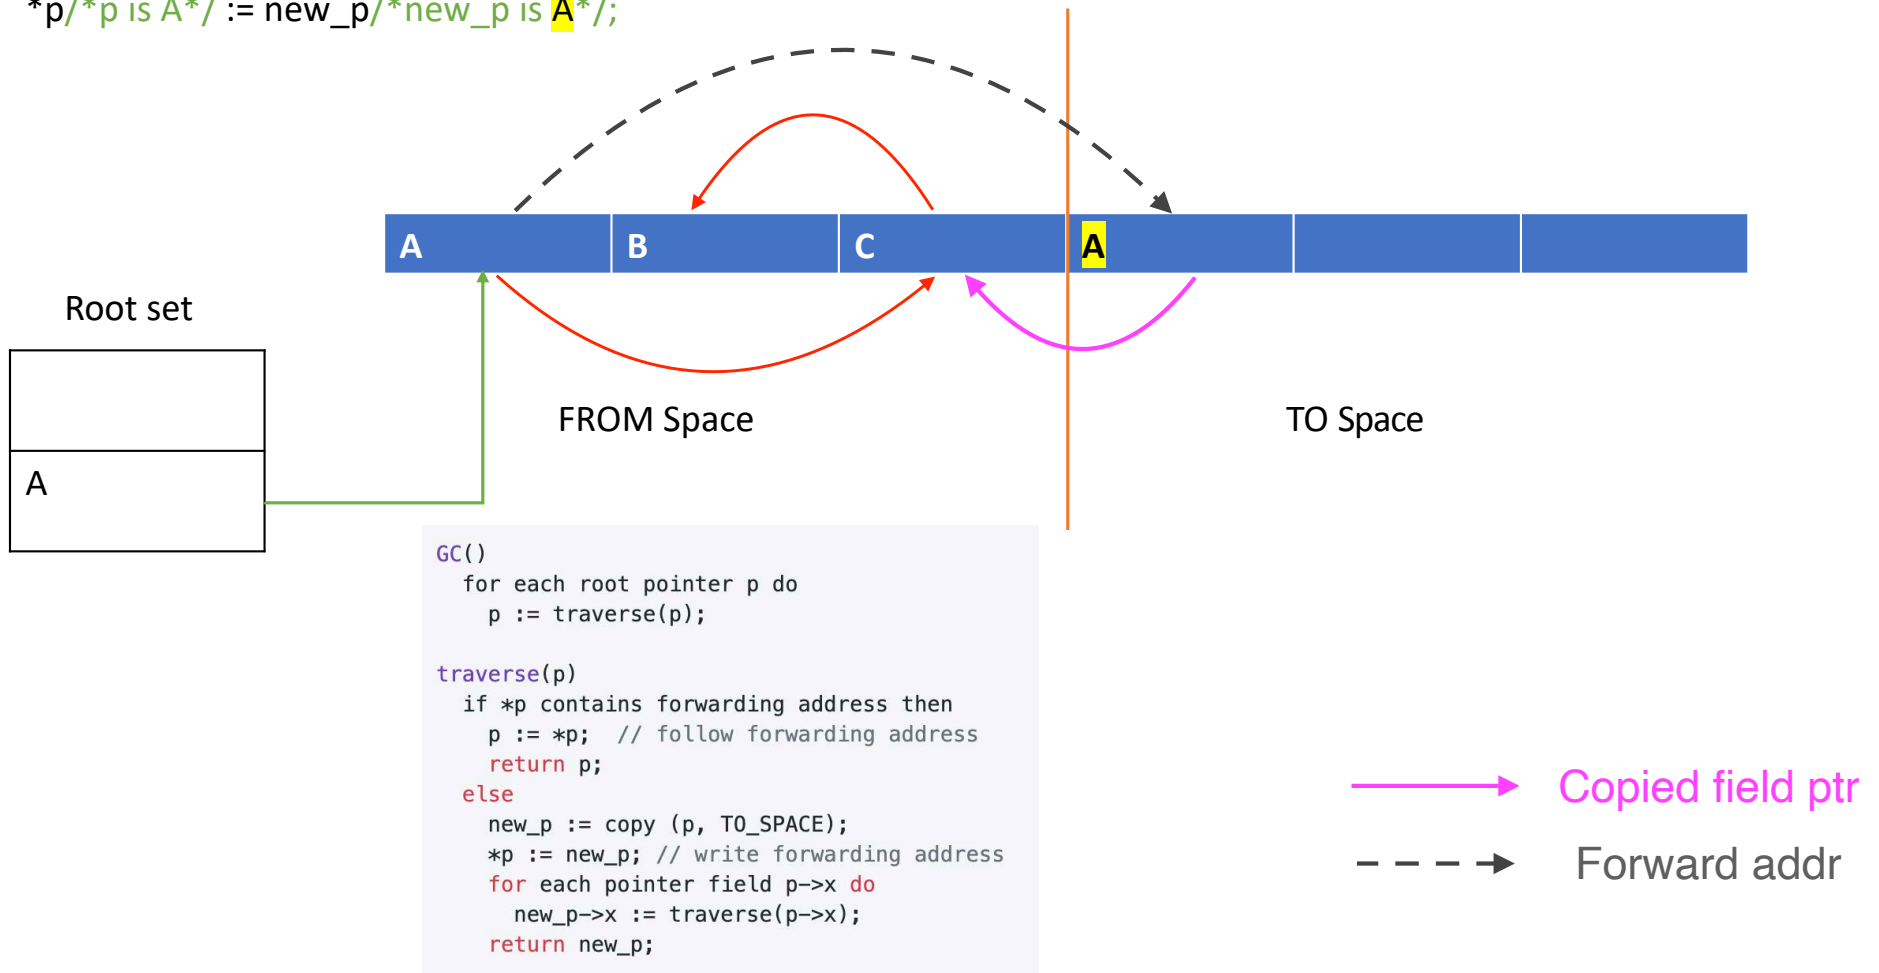 *p/*p is A*/ := new_p/*new_p is A*/;
A
B
C
A
Root set
A
FROM Space
TO Space
GC()
for each root pointer p do
p := traverse(p);
traverse(p)
if *p contains forwarding address then
p := *p; // follow forwarding address
return p;
else
new_p := copy (p, TO_SPACE);
*p := new_p; // write forwarding address
for each pointer field p->x do
new_p->x := traverse(p->x);
return new_p;
Copied field ptr
Forward addr